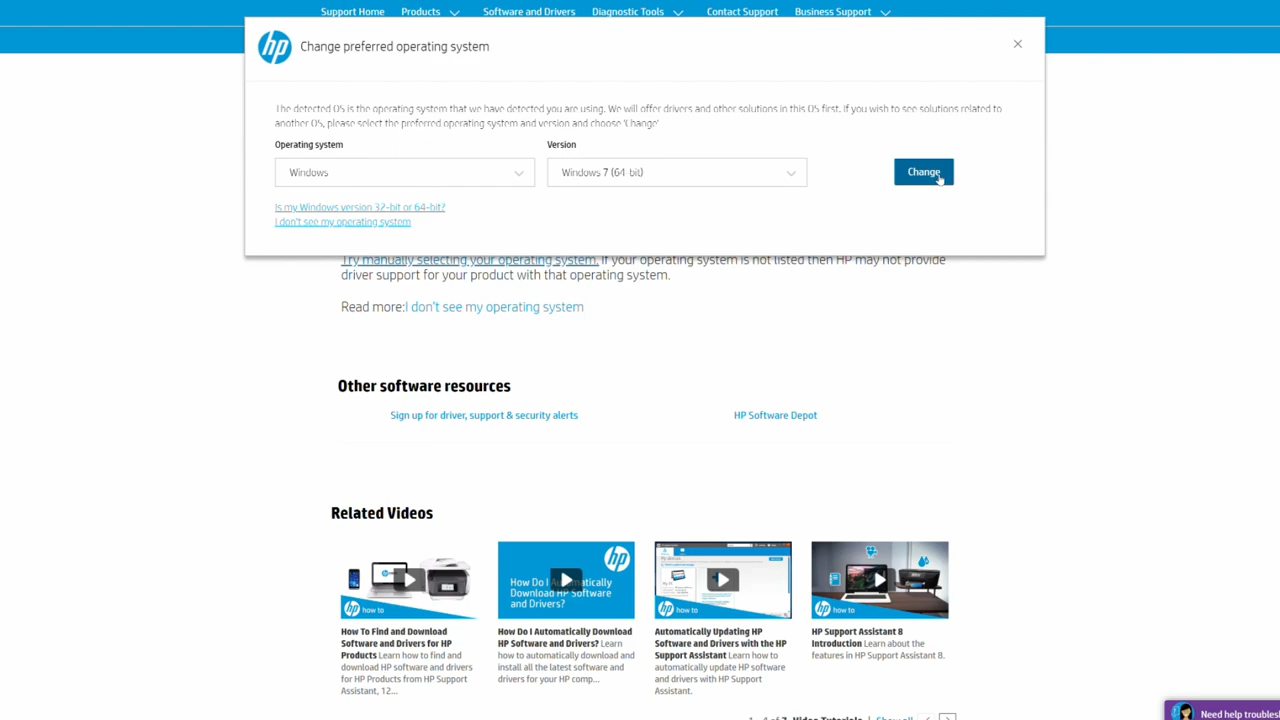 Support Home Products Software and Drivers Diagnostic Tools Contact Support Business Support
hp Change preferred operating system
The detected OS is the operating system that we have detected you are using. We will offer drivers and other solutions in this OS first. If you wish to see solutions related to
another OS, please select the preferred operating system and version and choose 'Change'
Operating system Version
Windows Windows 7 (64-bit) Change
Is my Windows version 32-bit or 64-bit?
I don't see my operating system
Try manually selecting your operating system. If your operating system is not listed then HP may not provide
driver support for your product with that operating system.
Read more:I don't see my operating system
Other software resources
Sign up for driver, support & security alerts HP Software Depot
Related Videos
hp how to
hp
How Do I Automatically
Download HP Software
and Drivers?
hp how to
hp how to
How To Find and Download
Software and Drivers for HP
Products Learn how to find and
download HP software and drivers
for HP Products from HP Support
Assistant, 12...
How Do I Automatically Download
HP Software and Drivers? Learn
how to automatically download and
install all the latest software and
drivers for your HP comp...
Automatically Updating HP
Software and Drivers with the HP
Support Assistant Learn how to
automatically update HP software
and drivers with HP Support
Assistant.
HP Support Assistant 8
Introduction Learn about the
features in HP Support Assistant 8.
1 - 4 of 7 Video Tutorials Show all
Need help troubles